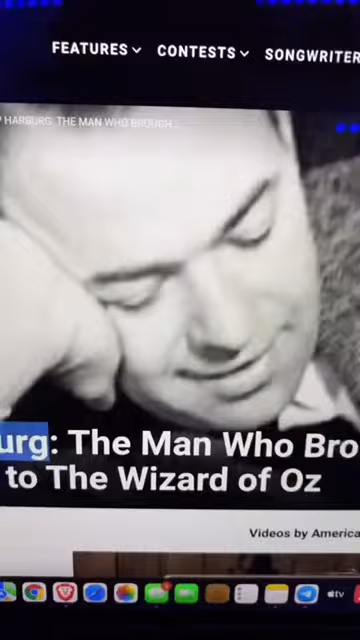 FEATURES CONTESTS SONGWRITER
HARBURG: THE MAN WHO BROUGH...
urg: The Man Who Bro
to The Wizard of Oz
Videos by America
tv